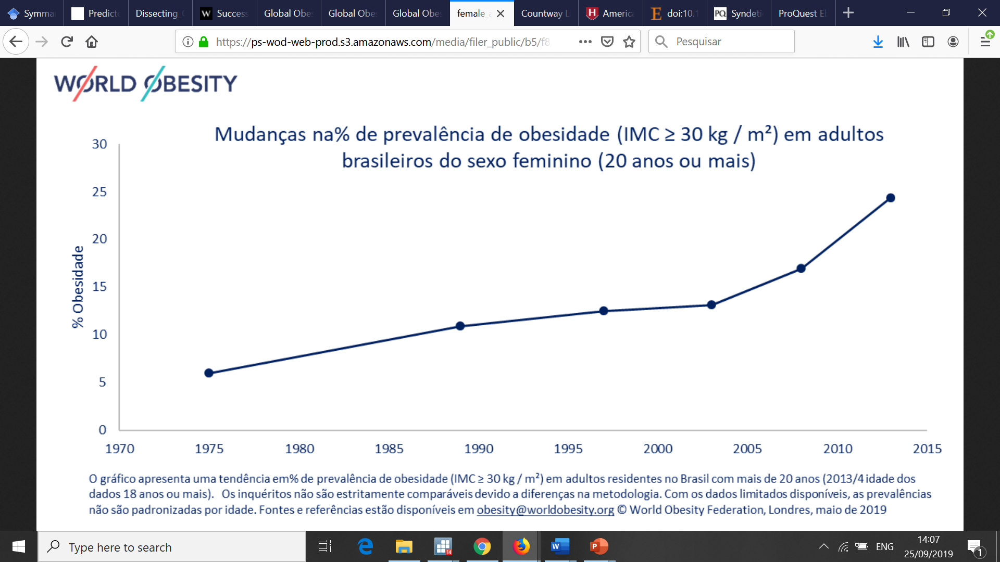 Symma
Predicto
Dissecting_
Success
Global Obe
Global Obe
Global Obe
female_a
Countway L
America
doi:10.1
PQ
Syndeti
ProQuest E
https://ps-wod-web-prod.s3.amazonaws.com/media/filer_public/b5/f8
Pesquisar
WORLD OBESITY
Mudanças na% de prevalência de obesidade (IMC ≥ 30 kg / m²) em adultos
brasileiros do sexo feminino (20 anos ou mais)
% Obesidade
30
25
20
15
10
5
0
1970 1975 1980 1985 1990 1995 2000 2005 2010 2015
O gráfico apresenta uma tendência em% de prevalência de obesidade (IMC ≥ 30 kg / m²) em adultos residentes no Brasil com mais de 20 anos (2013/4 idade dos
dados 18 anos ou mais). Os inquéritos não são estritamente comparáveis devido a diferenças na metodologia. Com os dados limitados disponíveis, as prevalências
não são padronizadas por idade. Fontes e referências estão disponíveis em obesity@worldobesity.org © World Obesity Federation, Londres, maio de 2019
Type here to search
14
ENG
14:07
25/09/2019
1